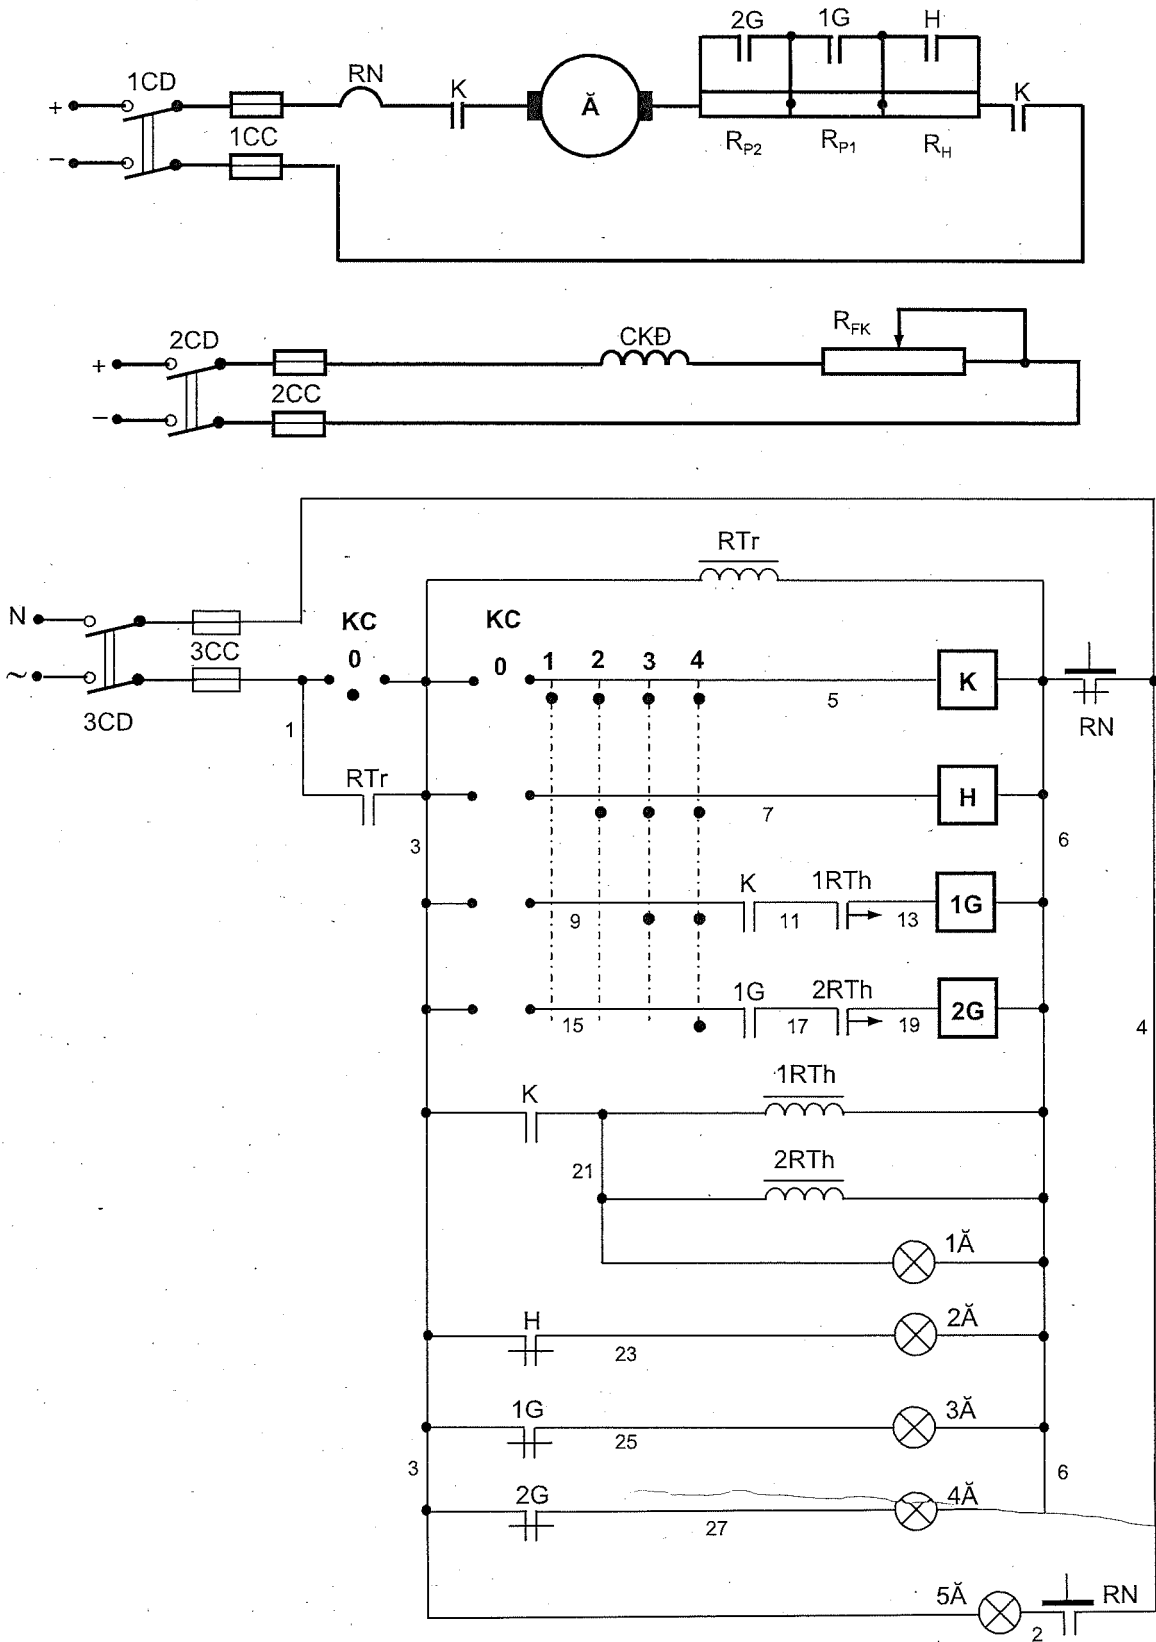 2G 1G H
1CD RN K Ă K
+
−
1CC
R_P2 R_P1 R_H
2CD CKĐ R_FK
+
−
2CC
RTr
N KC KC
3CC 0 0 1 2 3 4 K
~
3CD 1 5 RN
RTr H
3 7 6
K 1RTh 1G
9 11 13
1G 2RTh 2G
15 17 19 4
K 1RTh
21 2RTh
1Ă
H 2Ă
23
1G 3Ă
25
3 6
2G 4Ă
27
5Ă RN
2